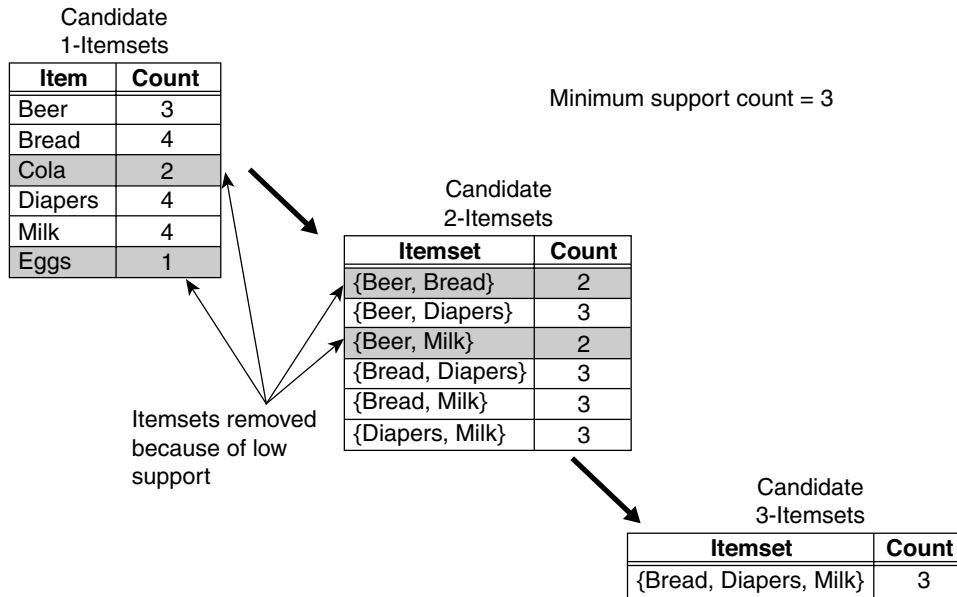 Candidate
1-Itemsets
Item Count
Beer 3
Bread 4
Cola 2
Diapers 4
Milk 4
Eggs 1
Minimum support count = 3
Candidate
2-Itemsets
Itemset Count
{Beer, Bread} 2
{Beer, Diapers} 3
{Beer, Milk} 2
{Bread, Diapers} 3
{Bread, Milk} 3
{Diapers, Milk} 3
Itemsets removed
because of low
support
Candidate
3-Itemsets
Itemset Count
{Bread, Diapers, Milk} 3